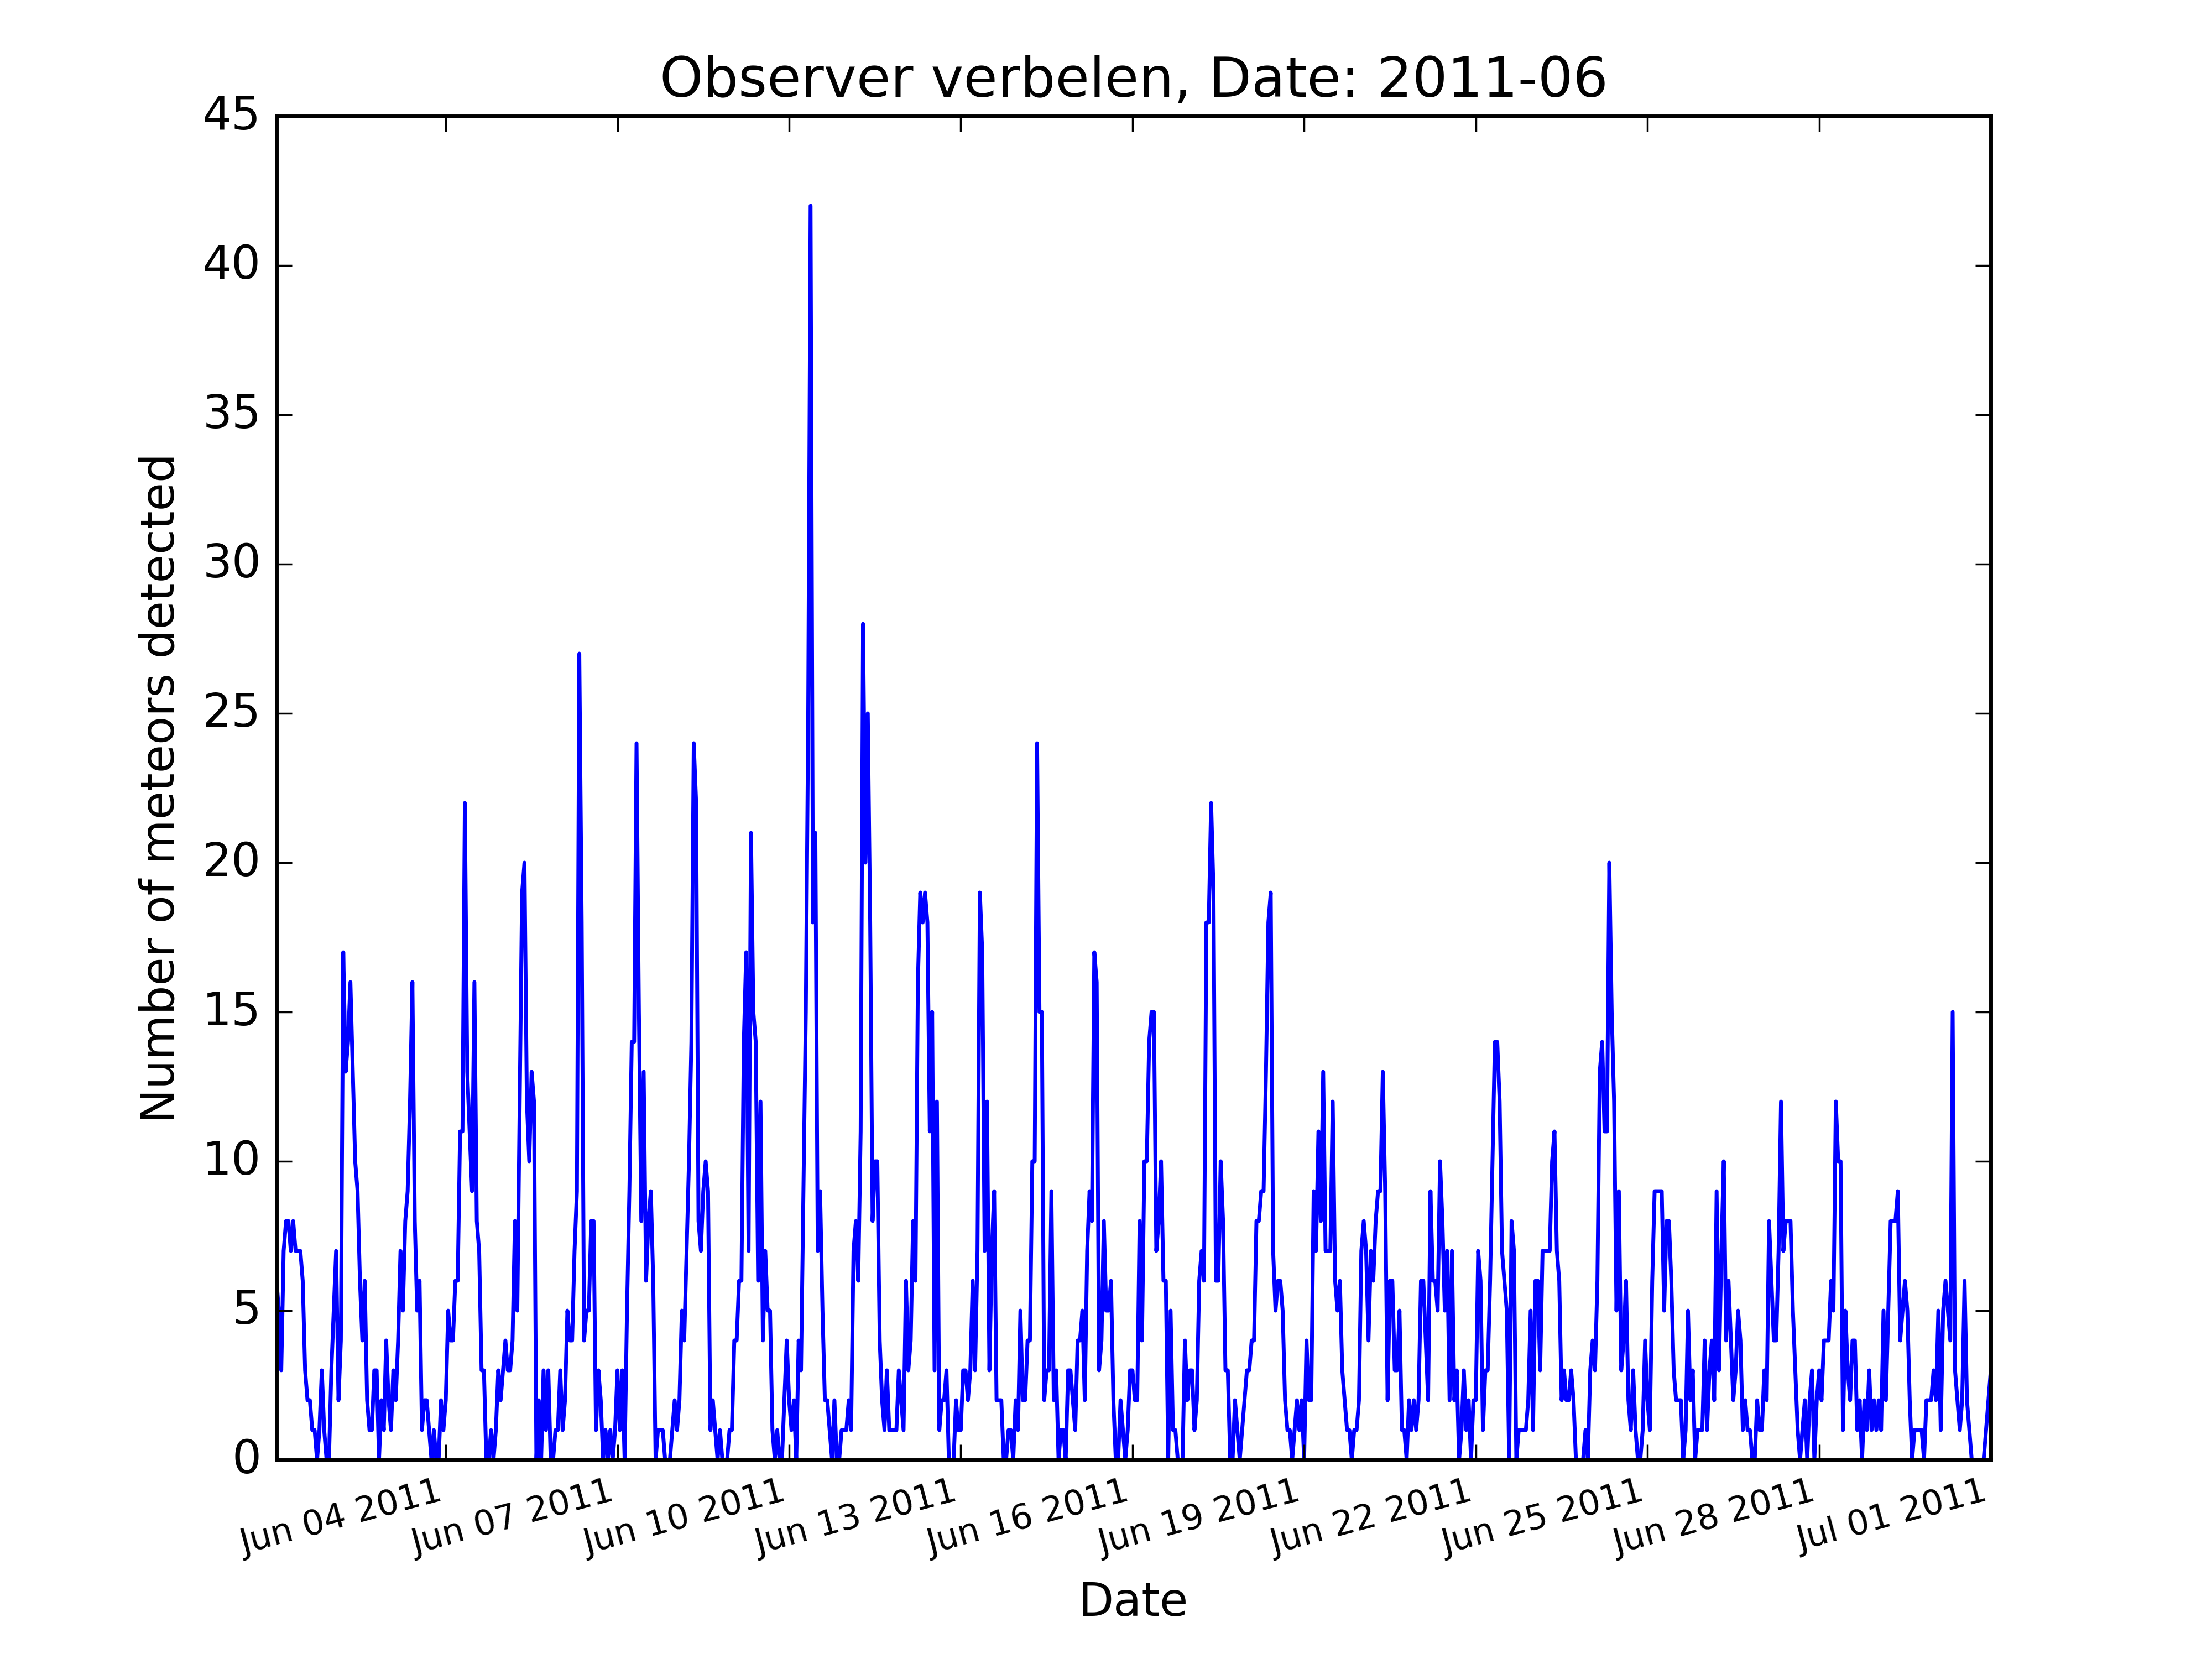 Observer verbelen, Date: 2011-06
45
40
35
30
25
20
15
10
5
0
Number of meteors detected
Jun 04 2011
Jun 07 2011
Jun 10 2011
Jun 13 2011
Jun 16 2011
Jun 19 2011
Jun 22 2011
Jun 25 2011
Jun 28 2011
Jul 01 2011
Date